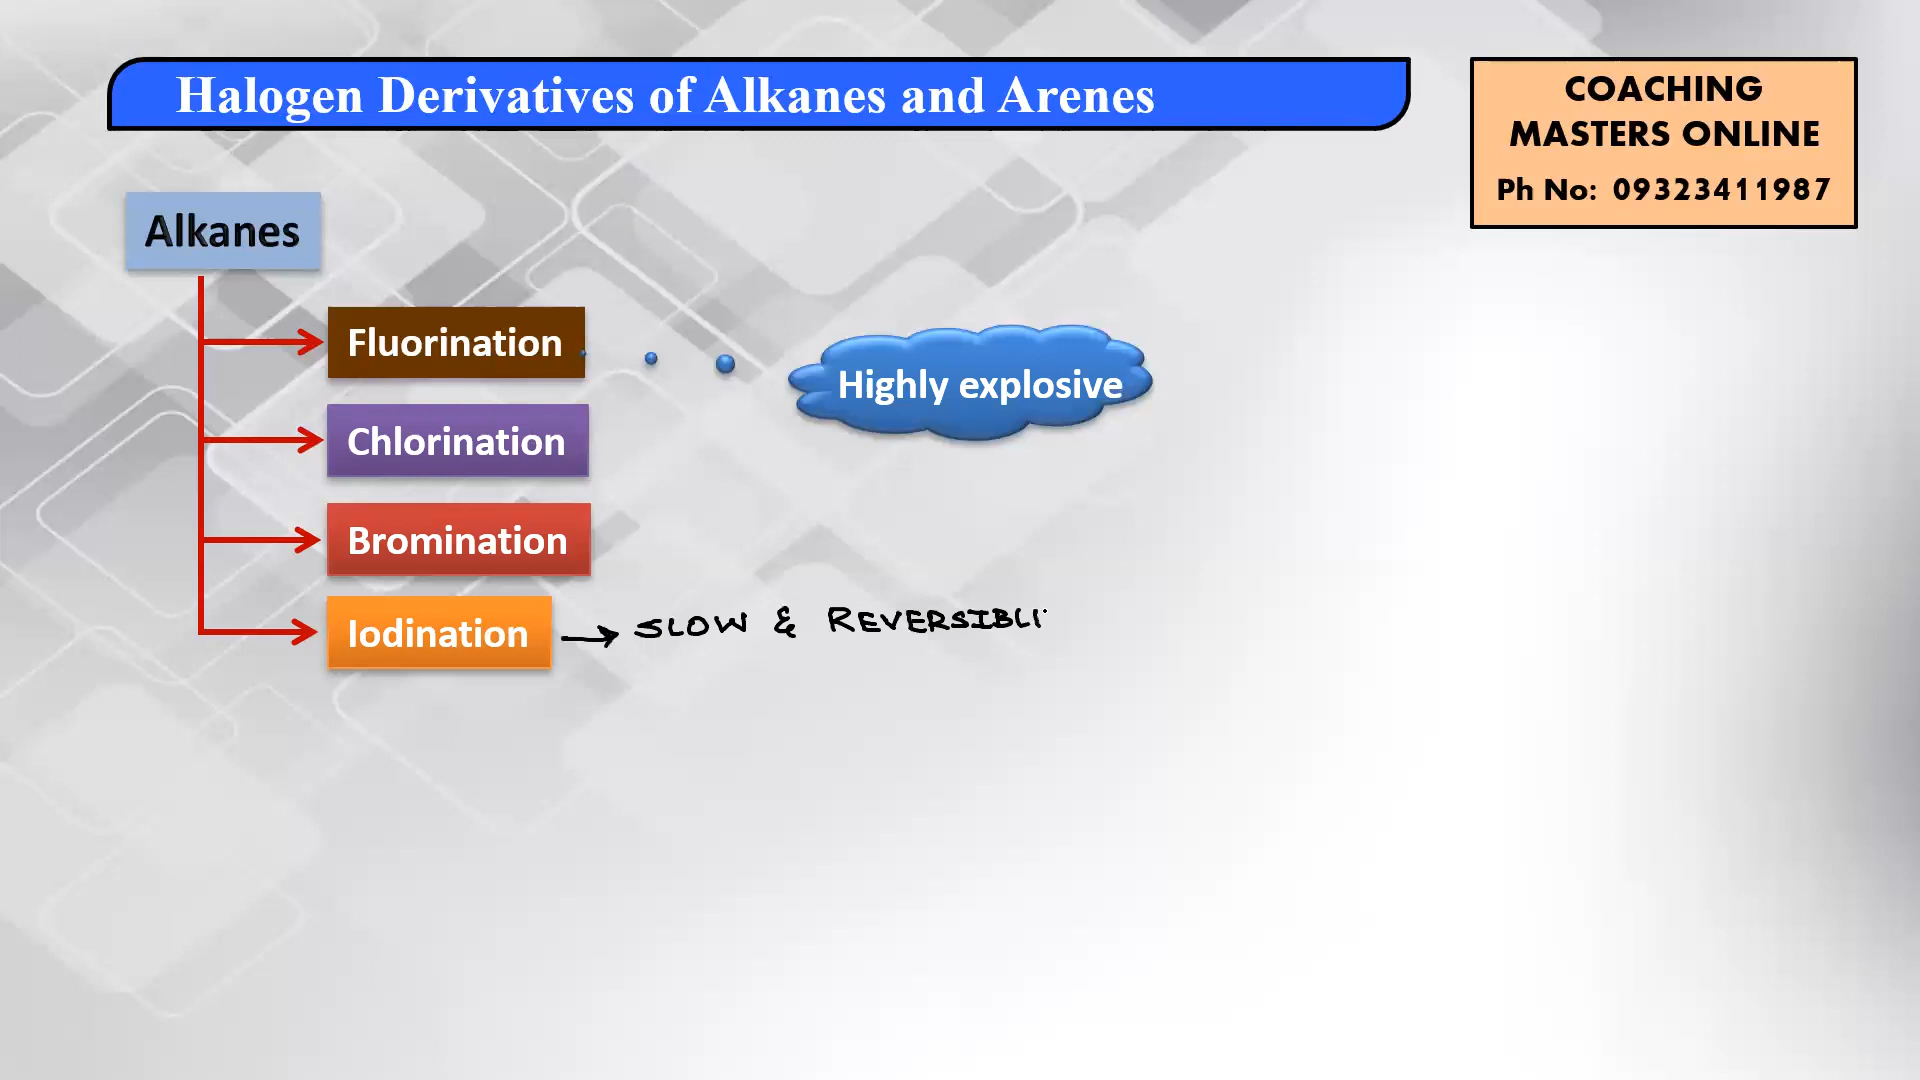 Halogen Derivatives of Alkanes and Arenes
COACHING
MASTERS ONLINE
Ph No: 09323411987
Alkanes
Fluorination
Highly explosive
Chlorination
Bromination
Iodination → SLOW & REVERSIBLI